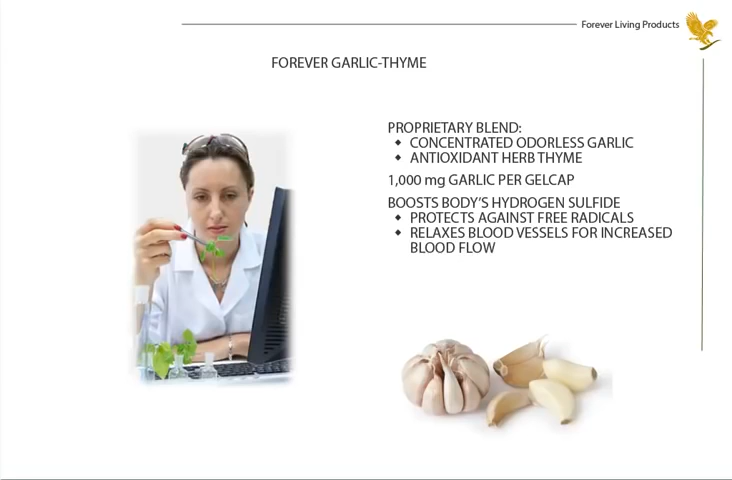 Forever Living Products
FOREVER GARLIC-THYME
PROPRIETARY BLEND:
◆ CONCENTRATED ODORLESS GARLIC
◆ ANTIOXIDANT HERB THYME
1,000 mg GARLIC PER GELCAP
BOOSTS BODY'S HYDROGEN SULFIDE
◆ PROTECTS AGAINST FREE RADICALS
◆ RELAXES BLOOD VESSELS FOR INCREASED
BLOOD FLOW